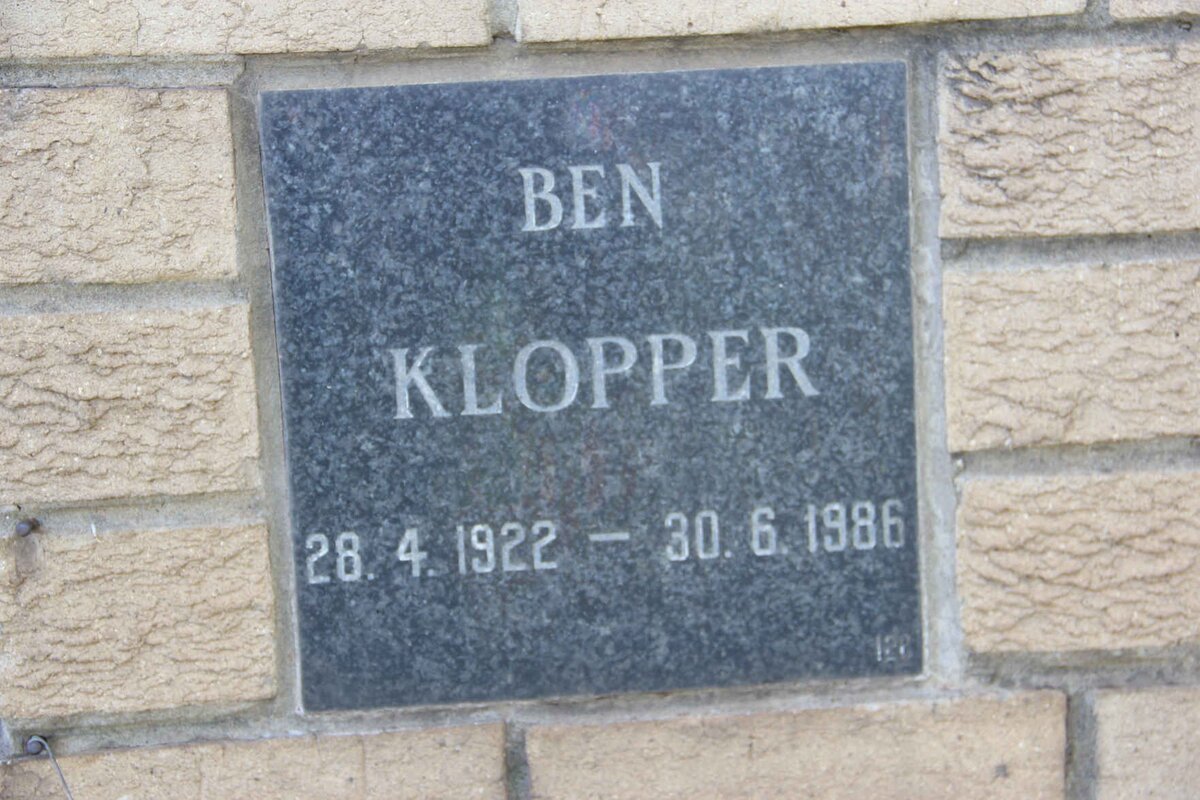 BEN
KLOPPER
28. 4. 1922 – 30. 6. 1986